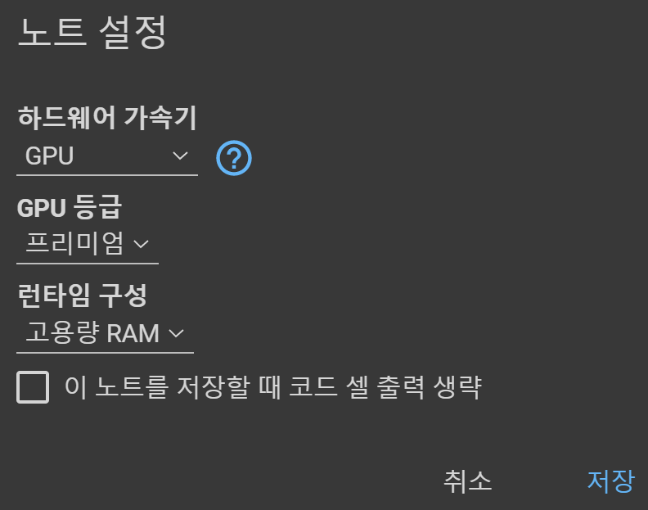 노트 설정
하드웨어 가속기
GPU
GPU 등급
프리미엄
런타임 구성
고용량 RAM
이 노트를 저장할 때 코드 셀 출력 생략
취소 저장